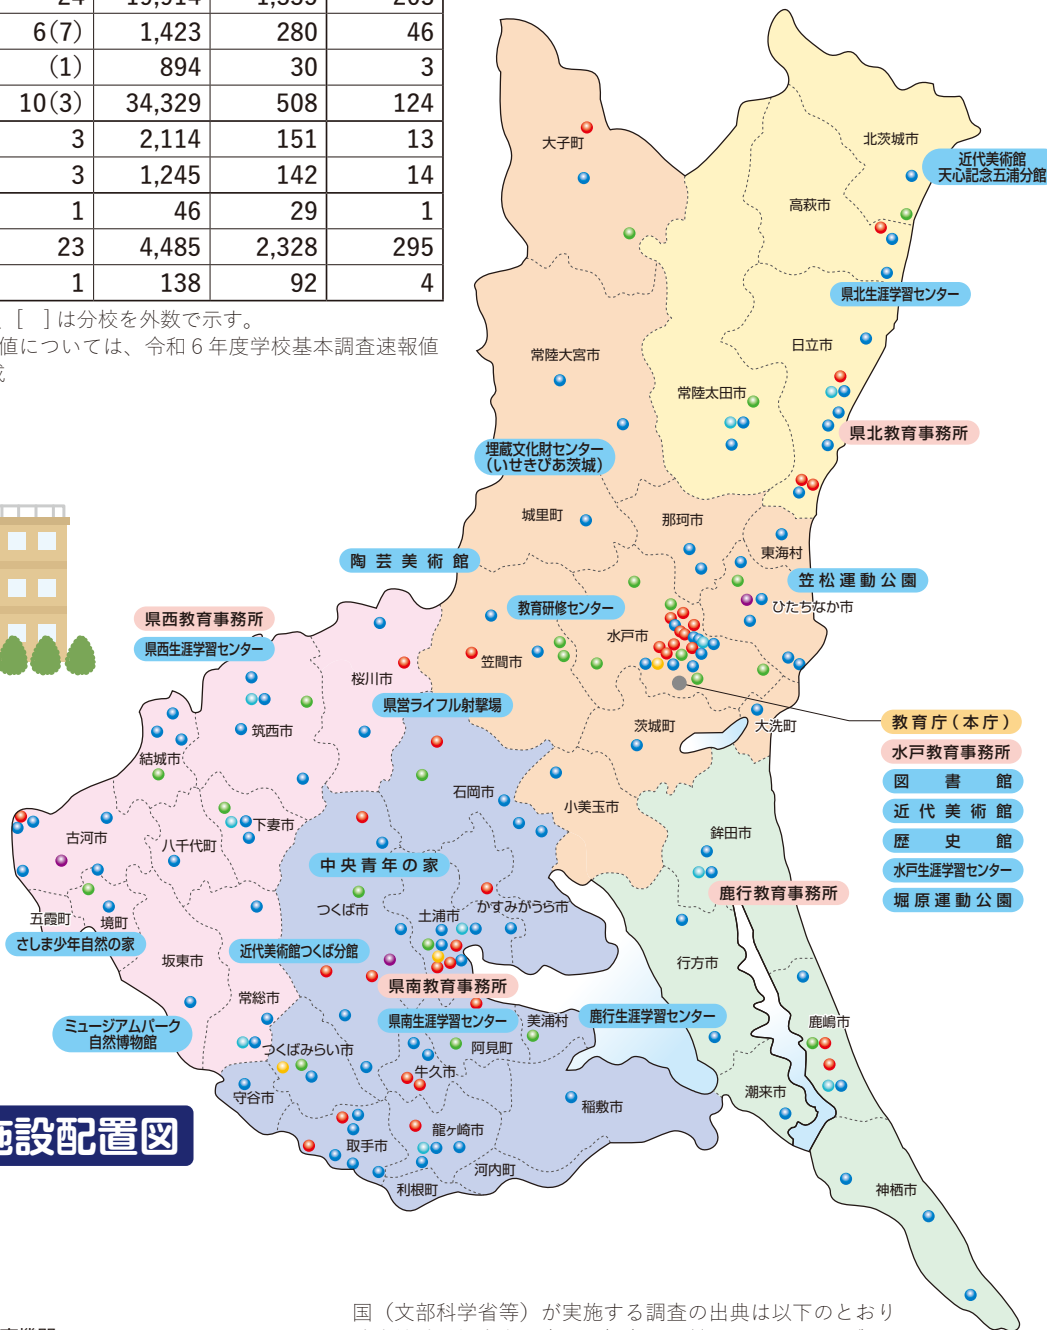 6(7) 1,423 280 46
(1) 894 30 3
10(3) 34,329 508 124
3 2,114 151 13
3 1,245 142 14
1 46 29 1
23 4,485 2,328 295
1 138 92 4
[ ]は分校を外数で示す。
値については、令和6年度学校基本調査速報値
大子町
北茨城市
近代美術館
天心記念五浦分館
高萩市
県北生涯学習センター
日立市
常陸大宮市
常陸太田市
県北教育事務所
埋蔵文化財センター
(いせきぴあ茨城)
城里町
那珂市
東海村
陶芸美術館
笠松運動公園
教育研修センター
ひたちなか市
県西教育事務所
水戸市
県西生涯学習センター
笠間市
桜川市
県営ライフル射撃場
筑西市
茨城町
大洗町
教育庁(本庁)
水戸教育事務所
図書館
近代美術館
歴史館
水戸生涯学習センター
堀原運動公園
結城市
石岡市
小美玉市
下妻市
鉾田市
古河市
八千代町
中央青年の家
鹿行教育事務所
つくば市
かすみがうら市
土浦市
五霞町
境町
さしま少年自然の家
近代美術館つくば分館
坂東市
行方市
県南教育事務所
常総市
県南生涯学習センター
美浦村
鹿行生涯学習センター
鹿嶋市
ミュージアムパーク
自然博物館
つくばみらい市
阿見町
牛久市
守谷市
稲敷市
潮来市
施設配置図
龍ヶ崎市
取手市
河内町
利根町
神栖市
国(文部科学省等)が実施する調査の出典は以下のとおり